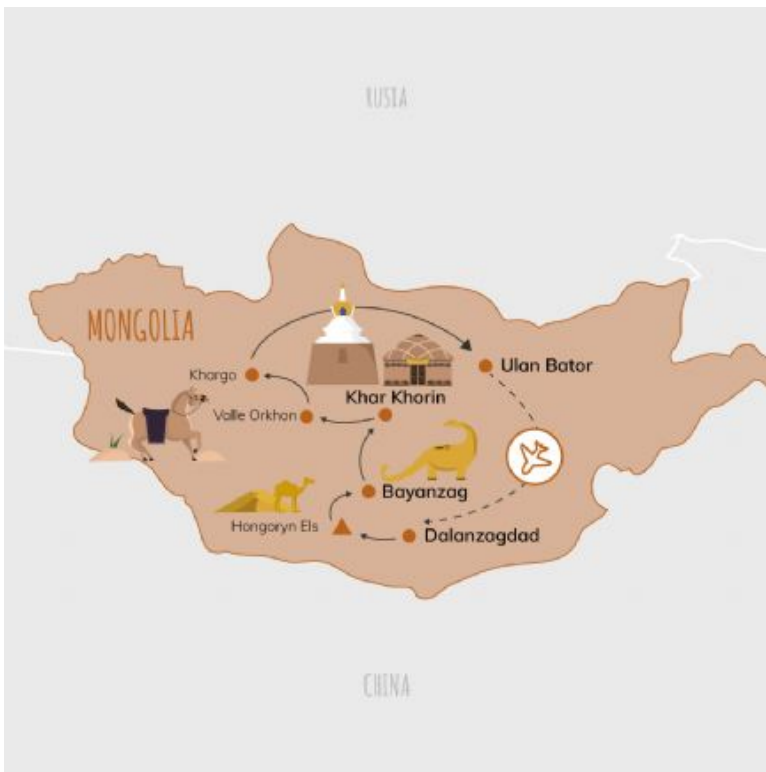 RUSIA
MONGOLIA
Khargo
Ulan Bator
Khar Khorin
Valle Orkhon
Bayanzag
Hongoryn Els
Dalanzagdad
CHINA